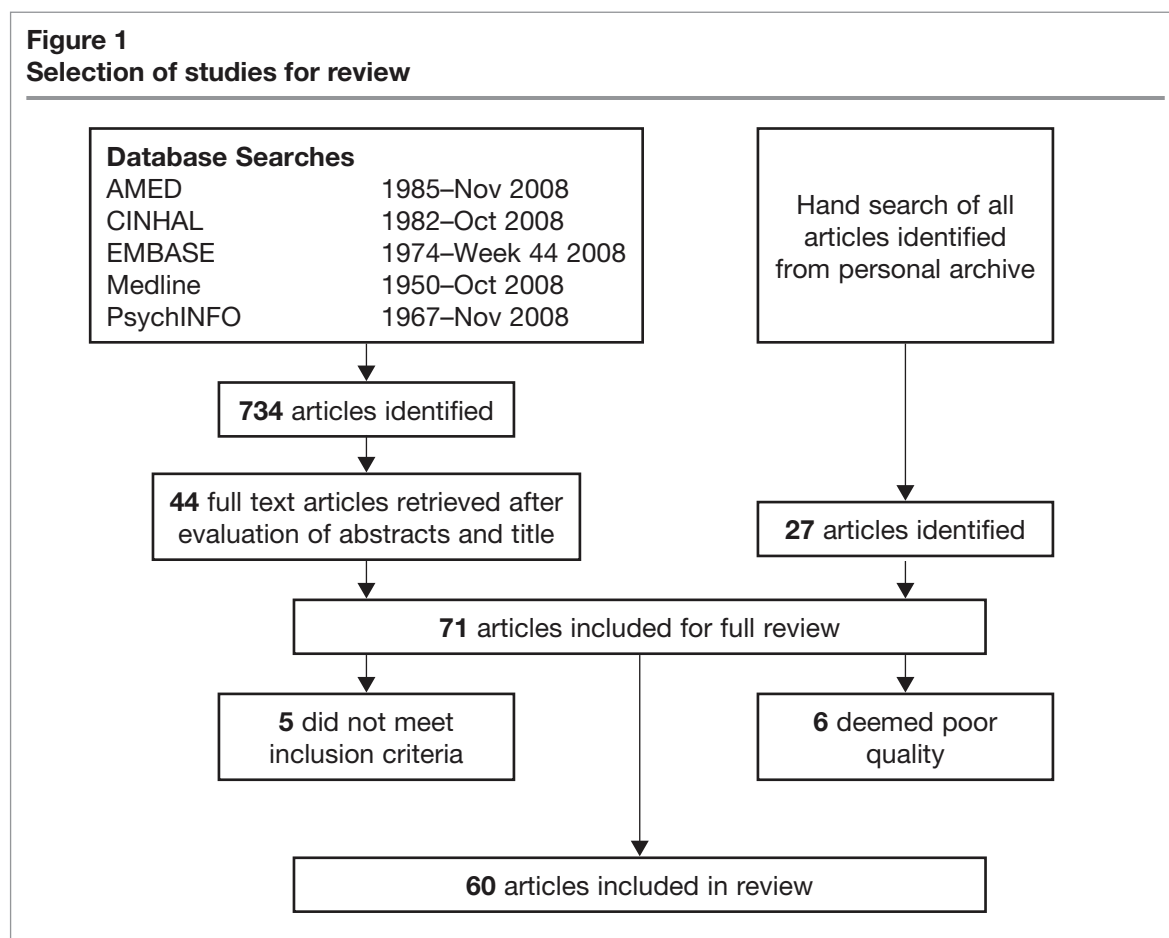 Figure 1
Selection of studies for review
Database Searches
AMED 1985–Nov 2008
CINHAL 1982–Oct 2008
EMBASE 1974–Week 44 2008
Medline 1950–Oct 2008
PsychINFO 1967–Nov 2008
Hand search of all
articles identified
from personal archive
734 articles identified
44 full text articles retrieved after
evaluation of abstracts and title
27 articles identified
71 articles included for full review
5 did not meet
inclusion criteria
6 deemed poor
quality
60 articles included in review